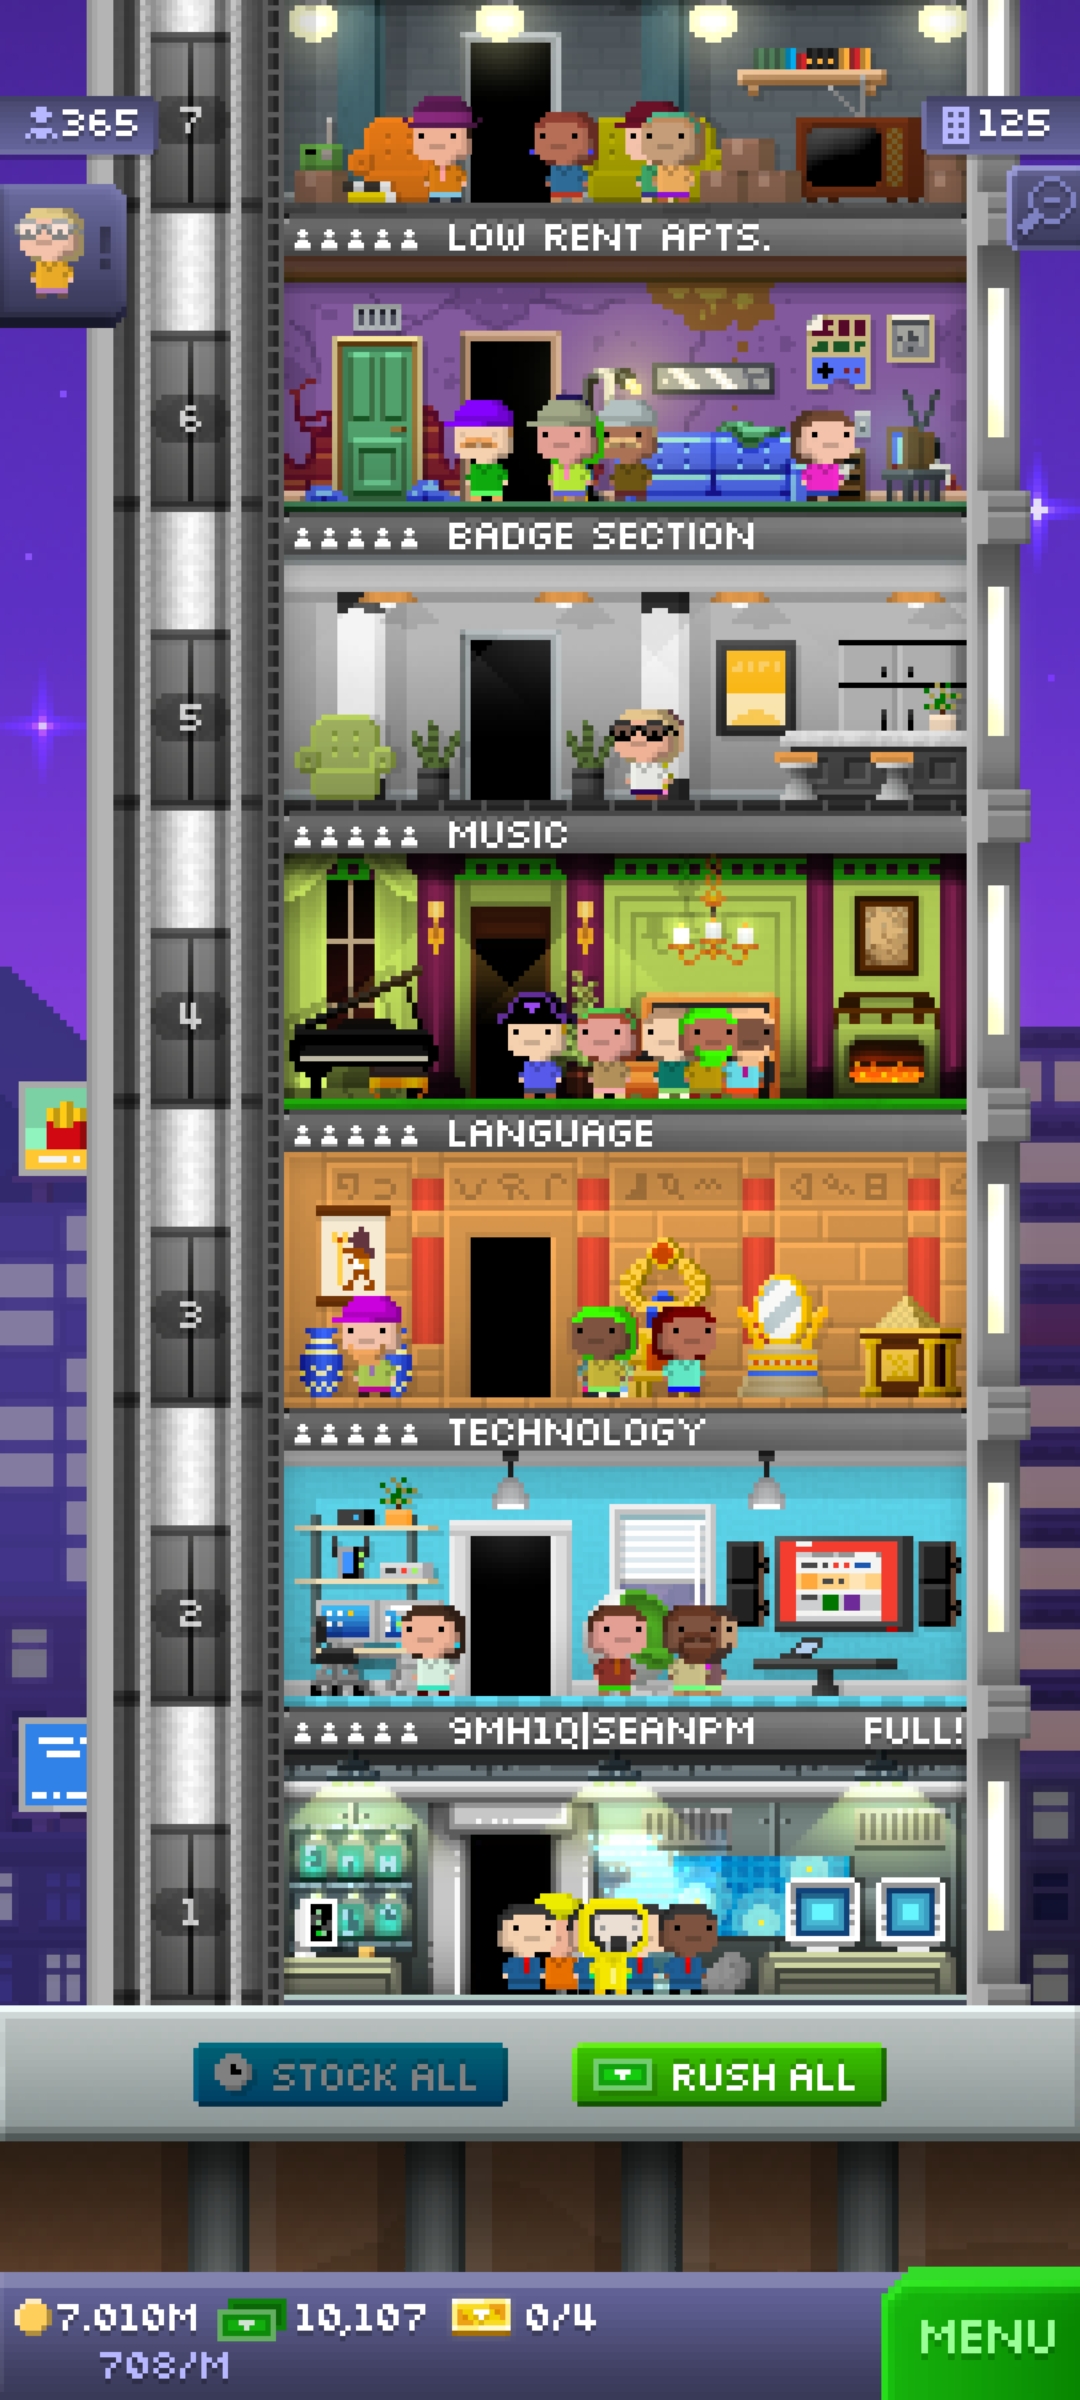 7
365
125
LOW RENT APTS.
6
BADGE SECTION
5
MUSIC
4
LANGUAGE
3
TECHNOLOGY
2
9MH1Q|SEANPM FULL!
1
STOCK ALL
RUSH ALL
7.010M 10,107 0/4
708/M
MENU